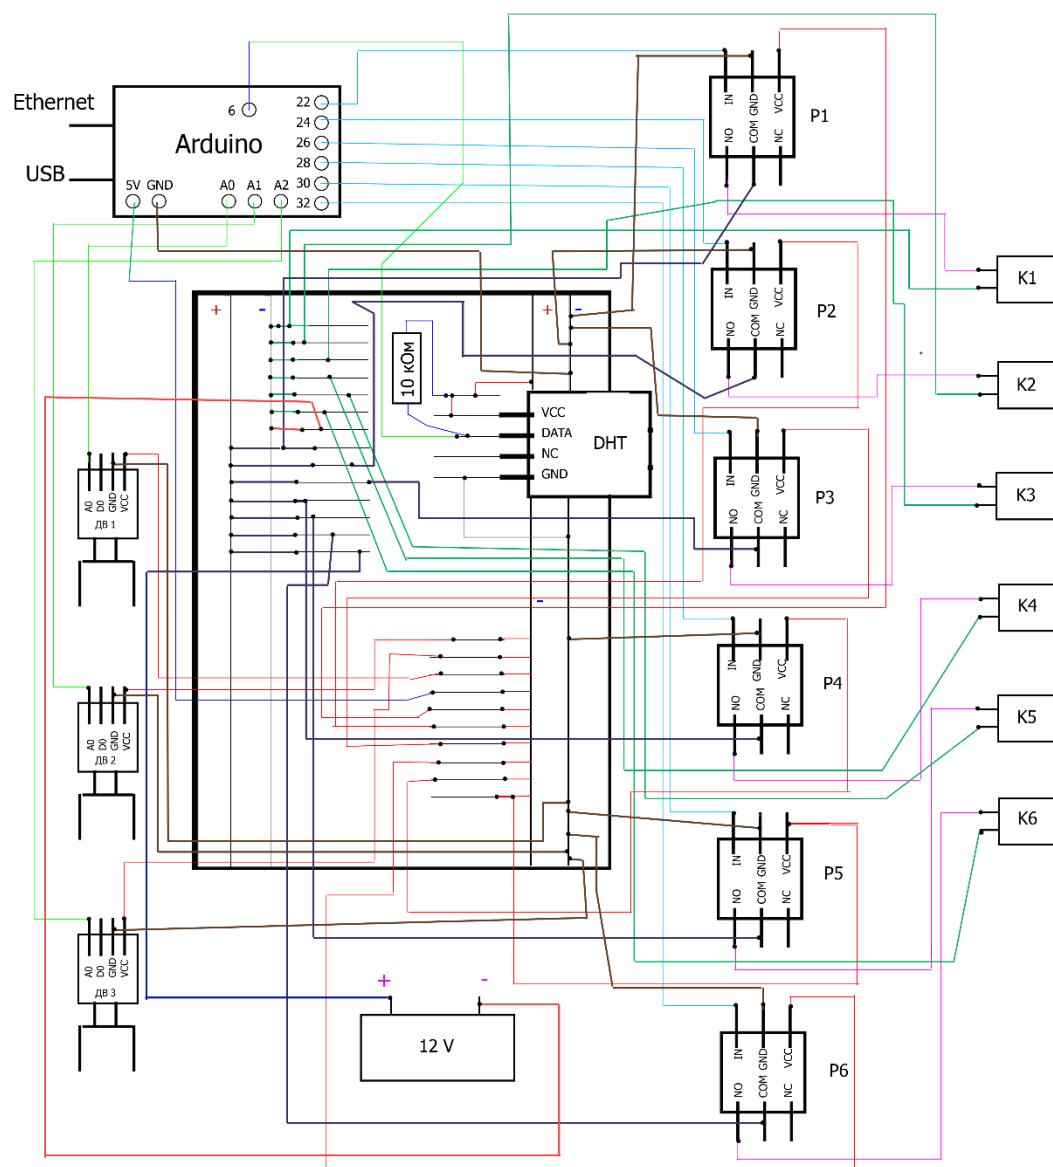 Ethernet
USB
Arduino
6
22
24
26
28
30
32
5V GND A0 A1 A2
+ - + -
10 кОм
VCC
DATA
NC
GND
DHT
-
IN
COM GND
VCC
NO
NC
P1
IN
COM GND
VCC
NO
NC
P2
IN
COM GND
VCC
NO
NC
P3
IN
COM GND
VCC
NO
NC
P4
IN
COM GND
VCC
NO
NC
P5
IN
COM GND
VCC
NO
NC
P6
K1
K2
K3
K4
K5
K6
A0 D0 GND VCC
ДВ 1
A0 D0 GND VCC
ДВ 2
A0 D0 GND VCC
ДВ 3
+ -
12 V